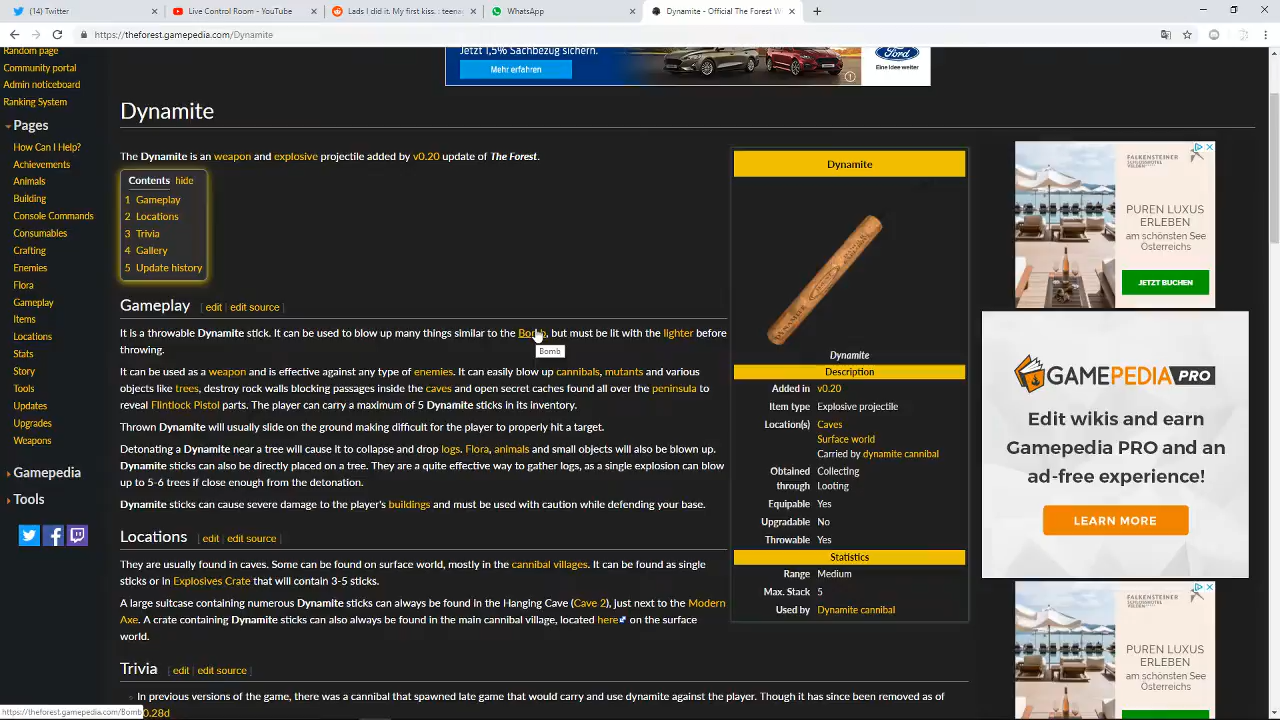 (14) Twitter
Live Control - YouTube
Lads I did it. My first kiss. : teena
WhatsApp
Dynamite - Official The Forest W
https://theforest.gamepedia.com/Dynamite
Random page
Community portal
Admin noticeboard
Ranking System
Pages
How Can I Help?
Achievements
Animals
Building
Console Commands
Consumables
Crafting
Enemies
Flora
Gameplay
Items
Locations
Stats
Story
Tools
Updates
Upgrades
Weapons
Gamepedia
Tools
Jetzt 1,5% Sachbezug sichern.
Mehr erfahren
Ford
Eine Idee weiter
Dynamite
The Dynamite is an weapon and explosive projectile added by v0.20 update of The Forest.
Contents hide
1 Gameplay
2 Locations
3 Trivia
4 Gallery
5 Update history
Gameplay [ edit | edit source ]
It is a throwable Dynamite stick. It can be used to blow up many things similar to the Bomb, but must be lit with the lighter before
throwing.
Bomb
It can be used as a weapon and is effective against any type of enemies. It can easily blow up cannibals, mutants and various
objects like trees, destroy rock walls blocking passages inside the caves and open secret caches found all over the peninsula to
reveal Flintlock Pistol parts. The player can carry a maximum of 5 Dynamite sticks in its inventory.
Thrown Dynamite will usually slide on the ground making difficult for the player to properly hit a target.
Detonating a Dynamite near a tree will cause it to collapse and drop logs. Flora, animals and small objects will also be blown up.
Dynamite sticks can also be directly placed on a tree. They are a quite effective way to gather logs, as a single explosion can blow
up to 5-6 trees if close enough from the detonation.
Dynamite sticks can cause severe damage to the player's buildings and must be used with caution while defending your base.
Locations [ edit | edit source ]
They are usually found in caves. Some can be found on surface world, mostly in the cannibal villages. It can be found as single
sticks or in Explosives Crate that will contain 3-5 sticks.
A large suitcase containing numerous Dynamite sticks can always be found in the Hanging Cave (Cave 2), just next to the Modern
Axe. A crate containing Dynamite sticks can also be found in the main cannibal village, located here on the surface
world.
Trivia [ edit | edit source ]
In previous versions of the game, there was a cannibal that spawned late game that would carry and use dynamite against the player. Though it has since been removed as of
v0.28d
Dynamite
DYNAMITE
Dynamite
Description
Added in v0.20
Item type Explosive projectile
Location(s) Caves
Surface world
Carried by dynamite cannibal
Obtained Collecting
through Looting
Equipable Yes
Upgradable No
Throwable Yes
Statistics
Range Medium
Max. Stack 5
Used by Dynamite cannibal
FALKENSTEINER
SCHLOSSHOTEL
VELDEN
PUREN LUXUS
ERLEBEN
am schönsten See
Österreichs
JETZT BUCHEN
GAMEPEDIA PRO
Edit wikis and earn
Gamepedia PRO and an
ad-free experience!
LEARN MORE
FALKENSTEINER
SCHLOSSHOTEL
VELDEN
PUREN LUXUS
ERLEBEN
am schönsten See
Österreichs
https://theforest.gamepedia.com/Bomb